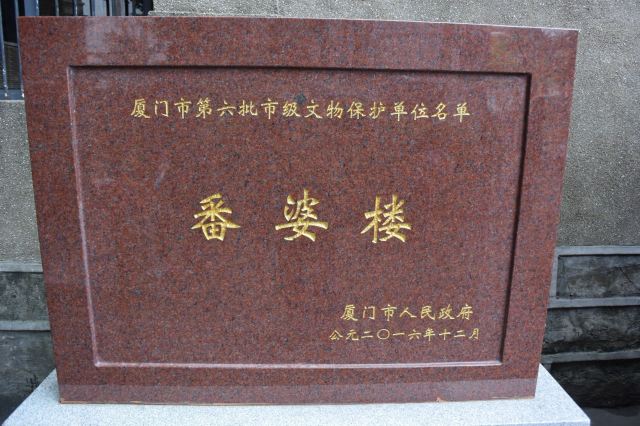 厦门市第六批市级文物保护单位名单
番婆楼
厦门市人民政府
公元二〇一六年十二月